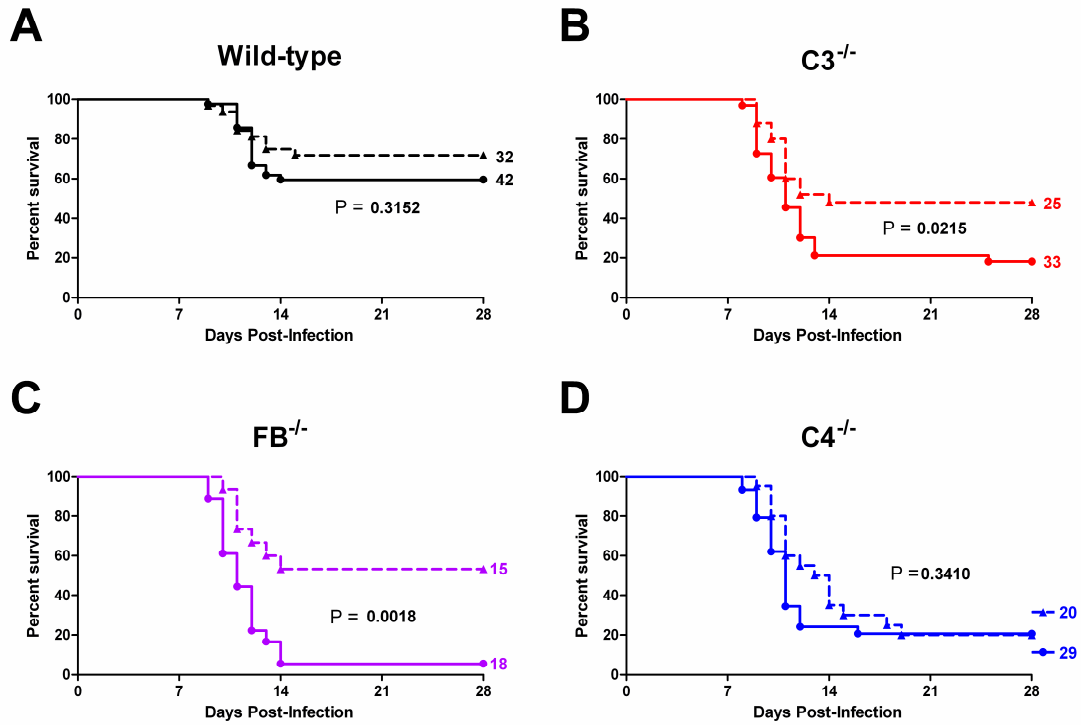 A
Wild-type
100
80
60
40
20
0
Percent survival
0 7 14 21 28
Days Post-Infection
32
42
P = 0.3152
B
C3-/-
100
80
60
40
20
0
Percent survival
0 7 14 21 28
Days Post-Infection
25
33
P = 0.0215
C
FB-/-
100
80
60
40
20
0
Percent survival
0 7 14 21 28
Days Post-Infection
15
18
P = 0.0018
D
C4-/-
100
80
60
40
20
0
Percent survival
0 7 14 21 28
Days Post-Infection
20
29
P = 0.3410